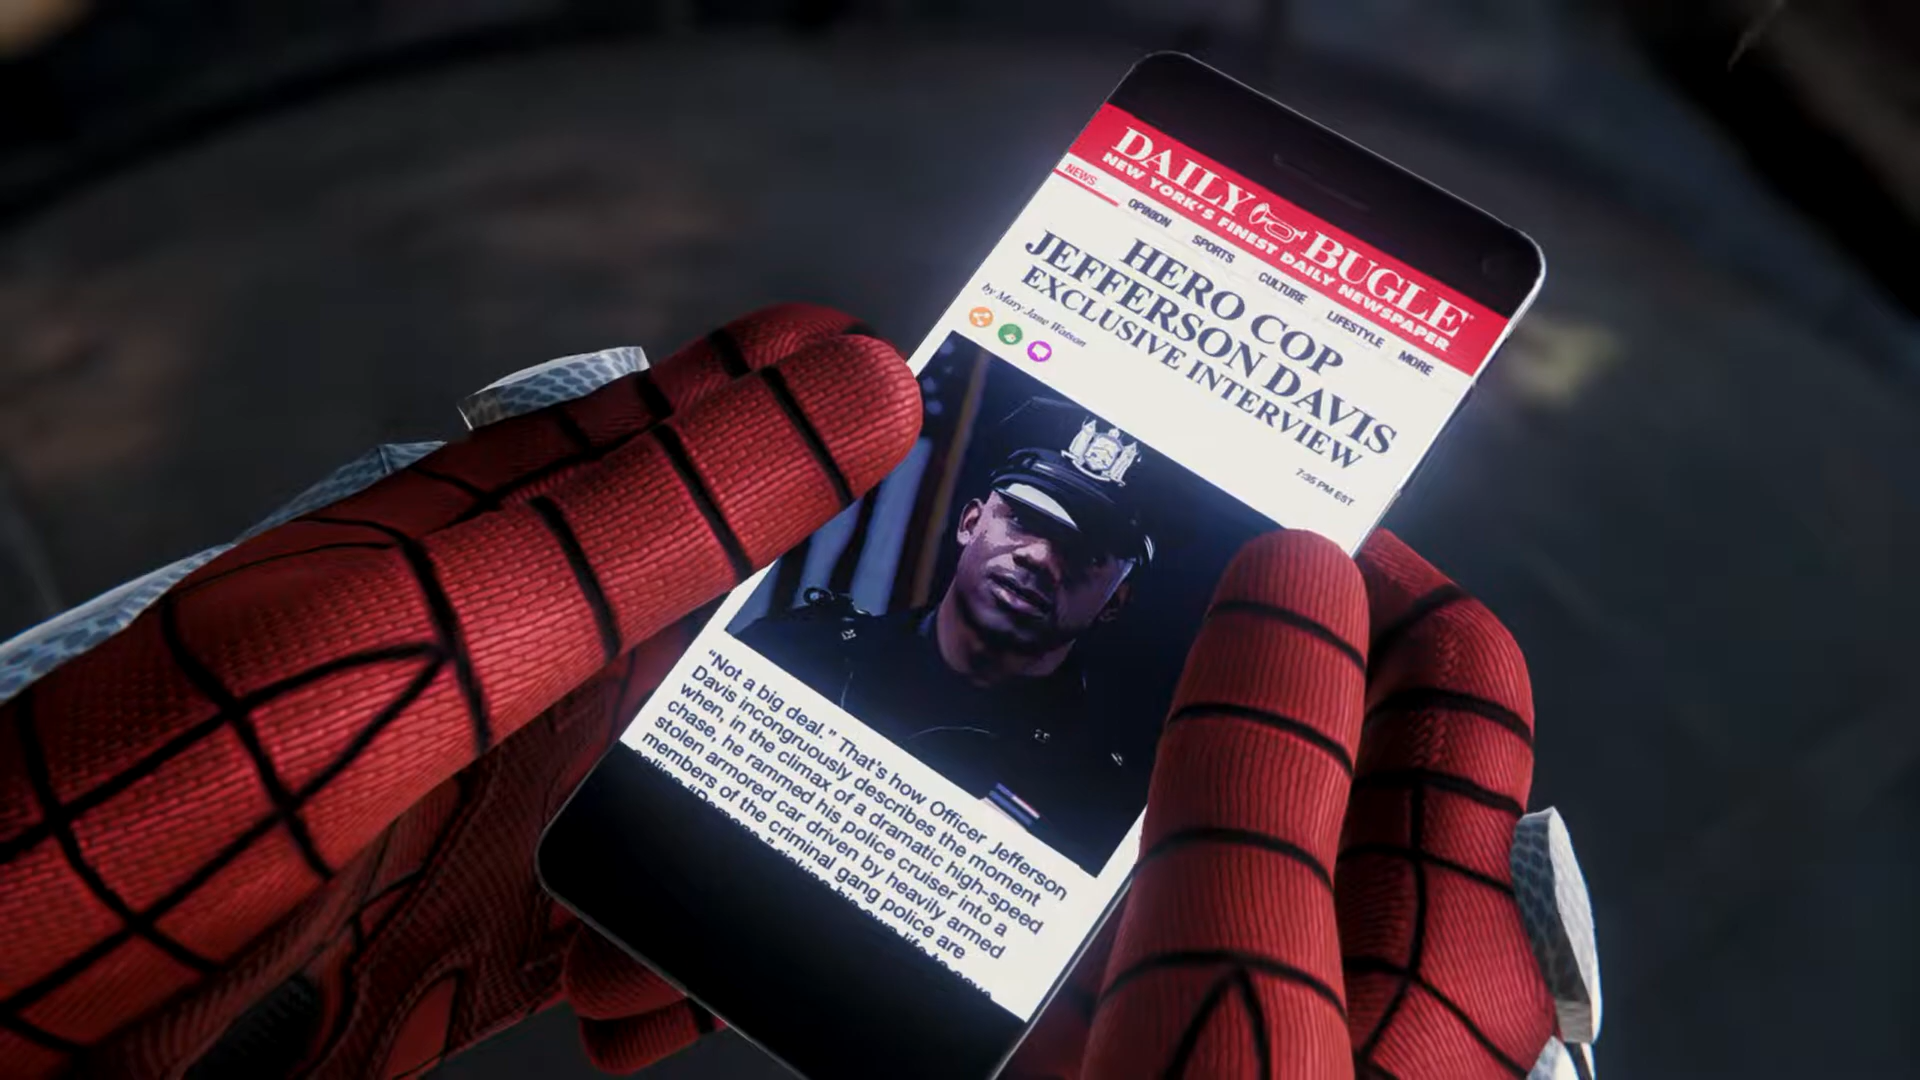 DAILY BUGLE
NEW YORK'S FINEST DAILY NEWSPAPER
NEWS OPINION SPORTS CULTURE LIFESTYLE MORE
HERO COP
JEFFERSON DAVIS
EXCLUSIVE INTERVIEW
by Mary Jane Watson
7:35 PM EST
"Not a big deal." That's how Officer Jefferson
Davis incongruously describes the moment
when, in the climax of a dramatic high-speed
chase, he rammed his police cruiser into a
stolen armored car driven by heavily armed
members of the criminal gang police are